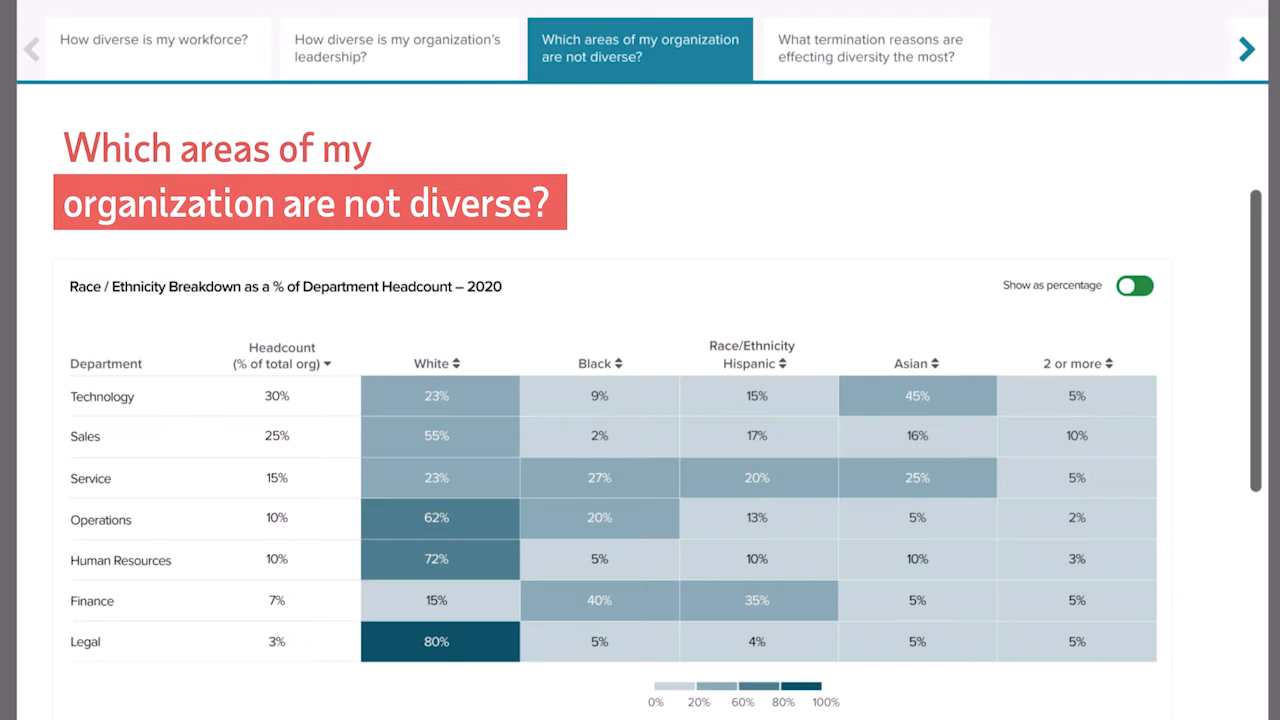 How diverse is my workforce?
How diverse is my organization's
leadership?
Which areas of my organization
are not diverse?
What termination reasons are
effecting diversity the most?
Which areas of my
organization are not diverse?
Race / Ethnicity Breakdown as a % of Department Headcount – 2020
Show as percentage
Race/Ethnicity
Department Headcount (% of total org) White Black Hispanic Asian 2 or more
Technology 30% 23% 9% 15% 45% 5%
Sales 25% 55% 2% 17% 16% 10%
Service 15% 23% 27% 20% 25% 5%
Operations 10% 62% 20% 13% 5% 2%
Human Resources 10% 72% 5% 10% 10% 3%
Finance 7% 15% 40% 35% 5% 5%
Legal 3% 80% 5% 4% 5% 5%
0% 20% 60% 80% 100%